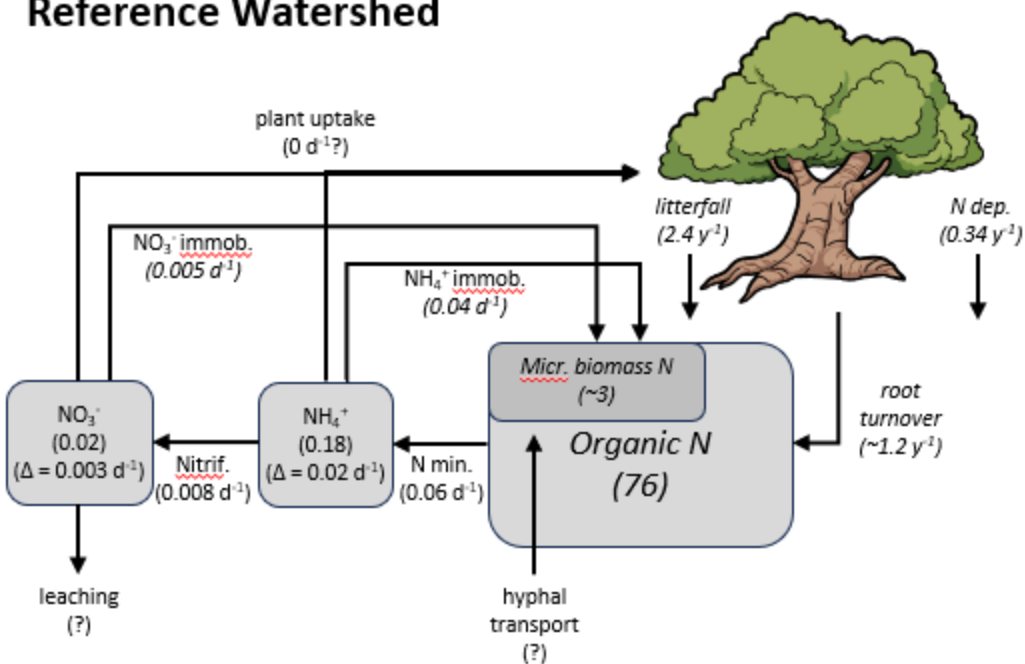 Reference Watershed
plant uptake
(0 d⁻¹?)
litterfall
(2.4 y⁻¹)
N dep.
(0.34 y⁻¹)
NO₃⁻ immob.
(0.005 d⁻¹)
NH₄⁺ immob.
(0.04 d⁻¹)
Micr. biomass N
(~3)
Organic N
(76)
root
turnover
(~1.2 y⁻¹)
NO₃⁻
(0.02)
(Δ = 0.003 d⁻¹)
Nitrif.
(0.008 d⁻¹)
NH₄⁺
(0.18)
(Δ = 0.02 d⁻¹)
N min.
(0.06 d⁻¹)
leaching
(?)
hyphal
transport
(?)